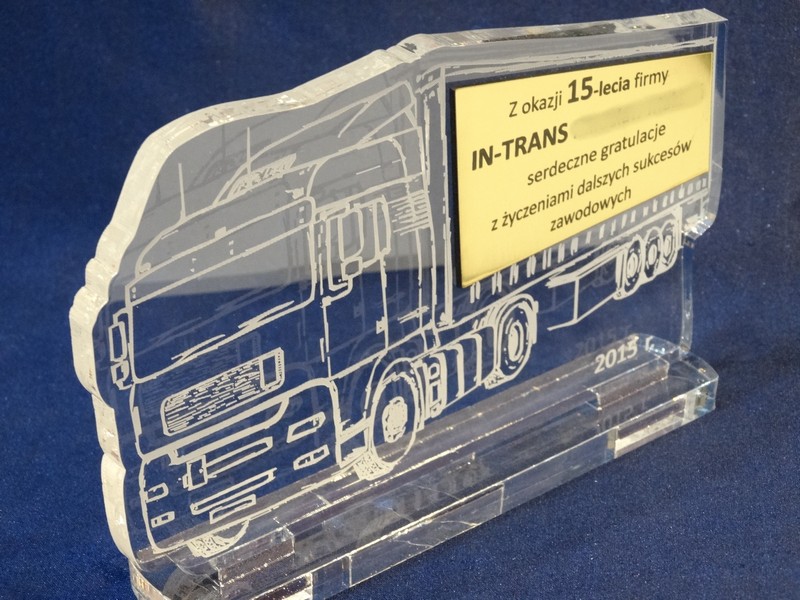 Z okazji 15-lecia firmy
IN-TRANS
serdeczne gratulacje
z życzeniami dalszych sukcesów
zawodowych
2015 r.